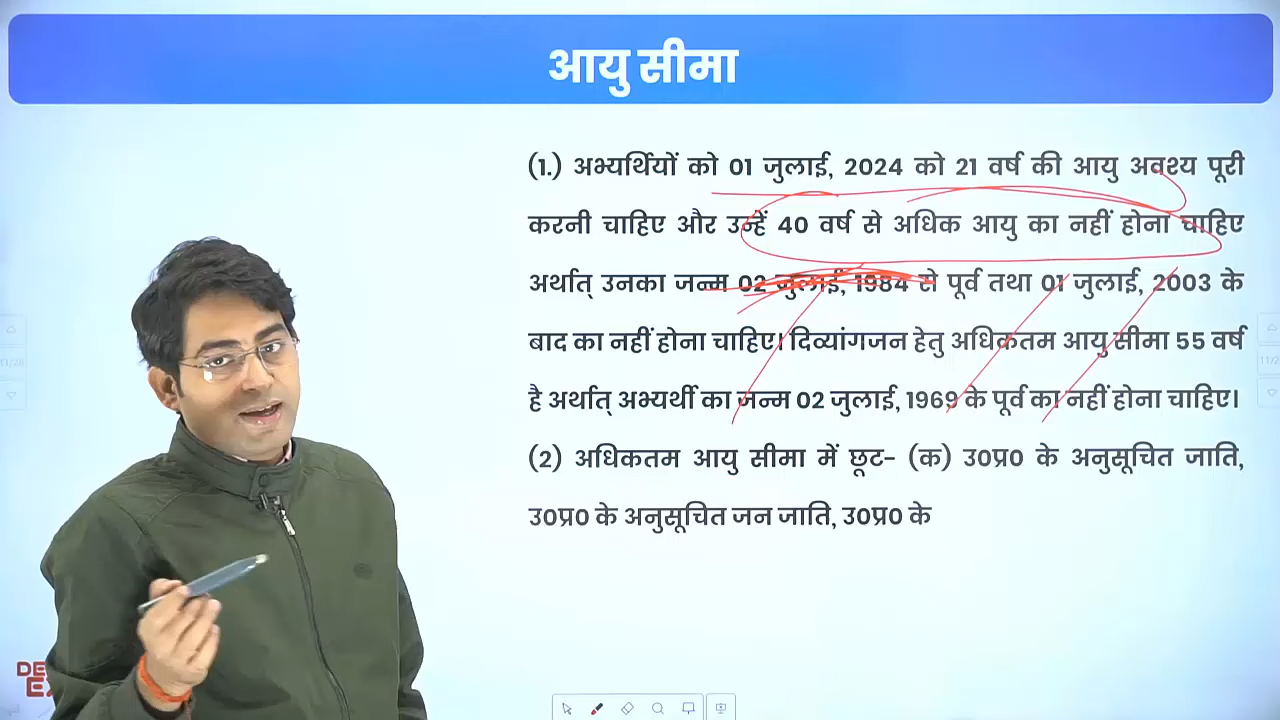 आयु सीमा
(1.) अभ्यर्थियों को 01 जुलाई, 2024 को 21 वर्ष की आयु अवश्य पूरी
करनी चाहिए और उन्हें 40 वर्ष से अधिक आयु का नहीं होना चाहिए
अर्थात् उनका जन्म 02 जुलाई, 1984 से पूर्व तथा 01 जुलाई, 2003 के
बाद का नहीं होना चाहिए। दिव्यांगजन हेतु अधिकतम आयु सीमा 55 वर्ष
है अर्थात् अभ्यर्थी का जन्म 02 जुलाई, 1969 के पूर्व का नहीं होना चाहिए।
(2) अधिकतम आयु सीमा में छूट- (क) उ0प्र0 के अनुसूचित जाति,
उ0प्र0 के अनुसूचित जन जाति, उ0प्र0 के
11/28